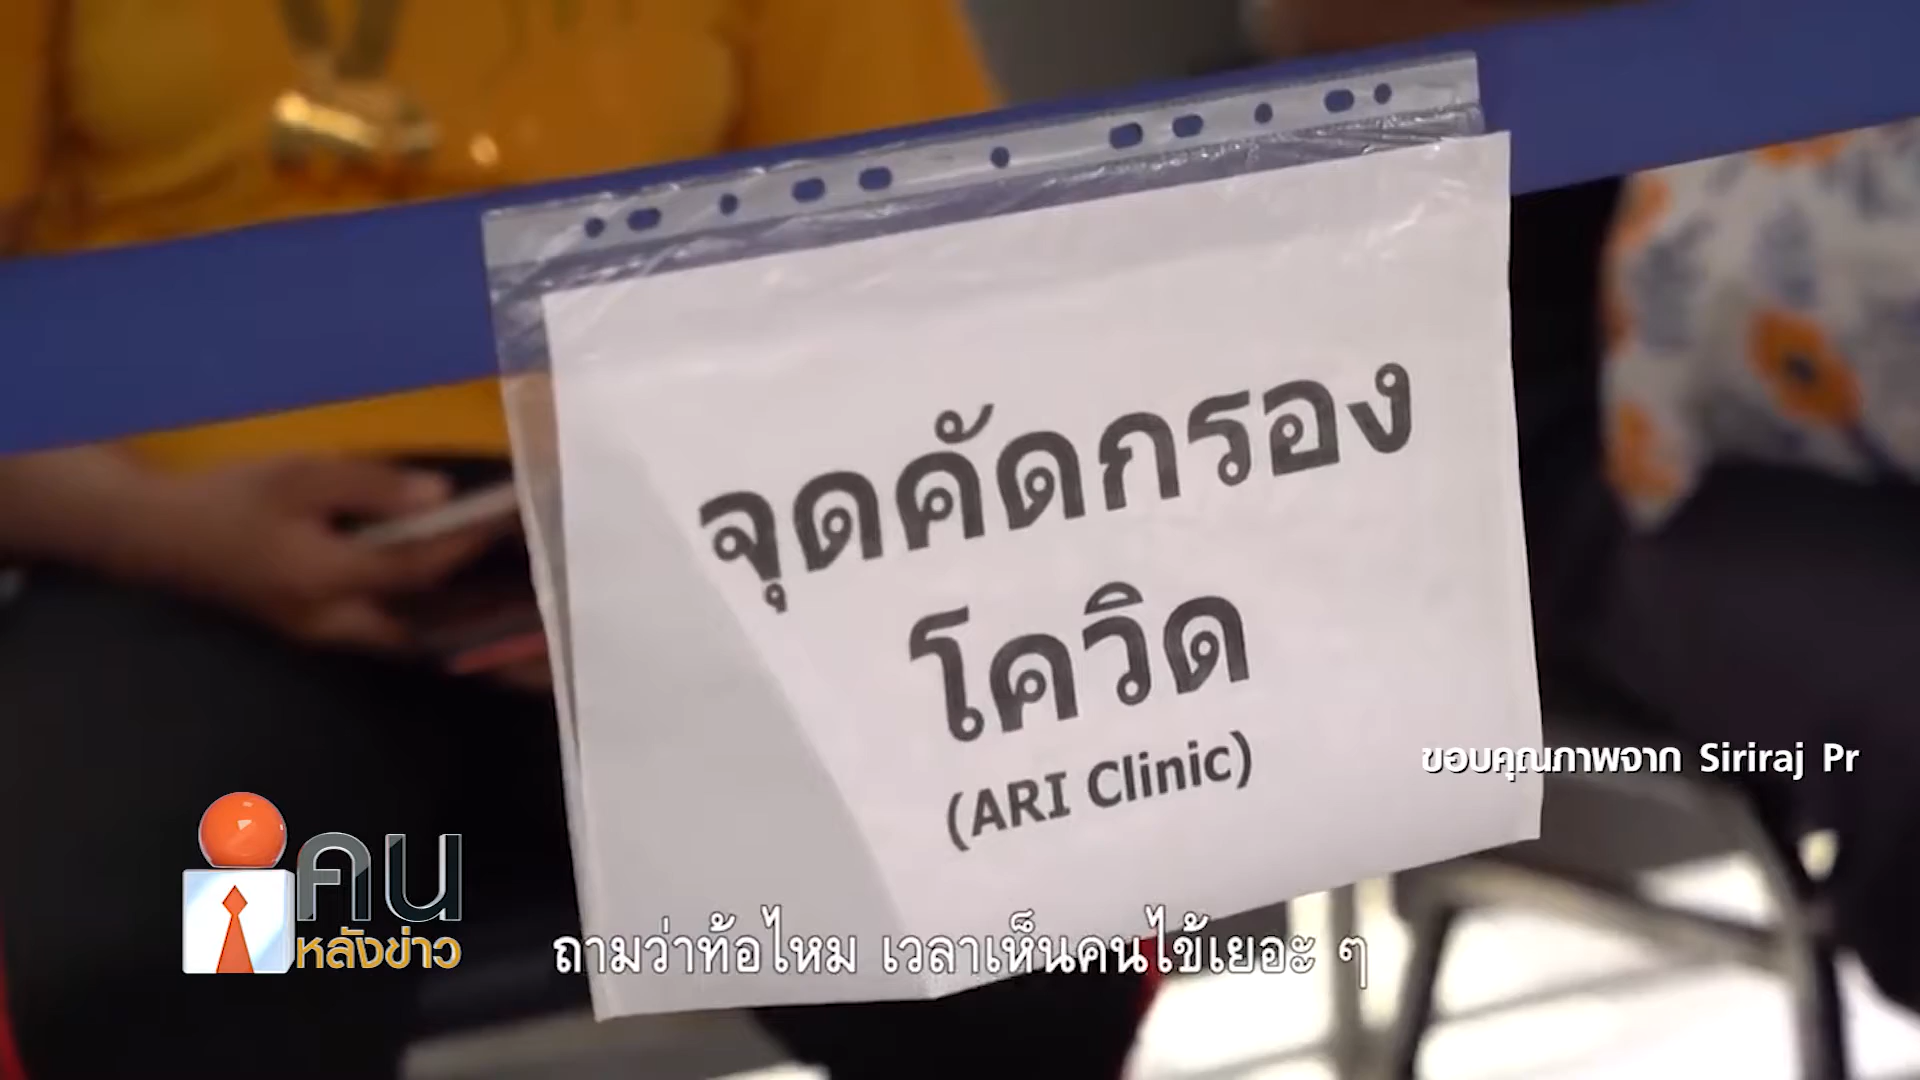 จุดคัดกรอง
โควิด
(ARI Clinic)
ขอบคุณภาพจาก Siriraj Pr
คน
หลังข่าว
ถามว่าท้อไหม เวลาเห็นคนไข้เยอะ ๆ